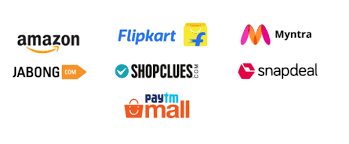 amazon
Flipkart
Myntra
JABONG COM
SHOPCLUES.COM
snapdeal
paytm
mall